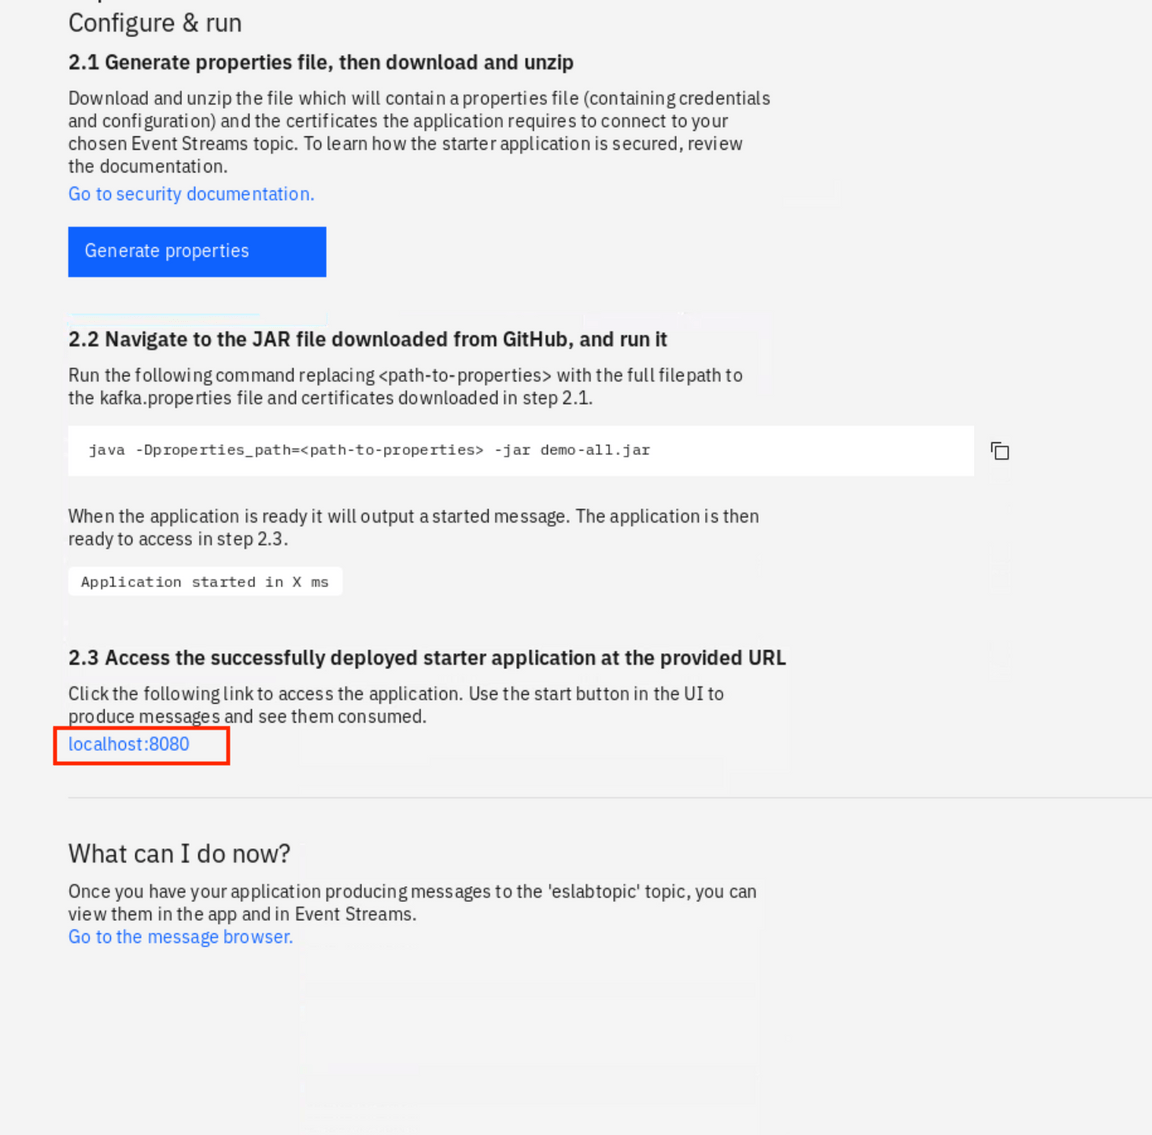 Configure & run
2.1 Generate properties file, then download and unzip
Download and unzip the file which will contain a properties file (containing credentials
and configuration) and the certificates the application requires to connect to your
chosen Event Streams topic. To learn how the starter application is secured, review
the documentation.
Go to security documentation.
Generate properties
2.2 Navigate to the JAR file downloaded from GitHub, and run it
Run the following command replacing <path-to-properties> with the full filepath to
the kafka.properties file and certificates downloaded in step 2.1.
java -Dproperties_path=<path-to-properties> -jar demo-all.jar
When the application is ready it will output a started message. The application is then
ready to access in step 2.3.
Application started in X ms
2.3 Access the successfully deployed starter application at the provided URL
Click the following link to access the application. Use the start button in the UI to
produce messages and see them consumed.
localhost:8080
What can I do now?
Once you have your application producing messages to the 'eslabtopic' topic, you can
view them in the app and in Event Streams.
Go to the message browser.